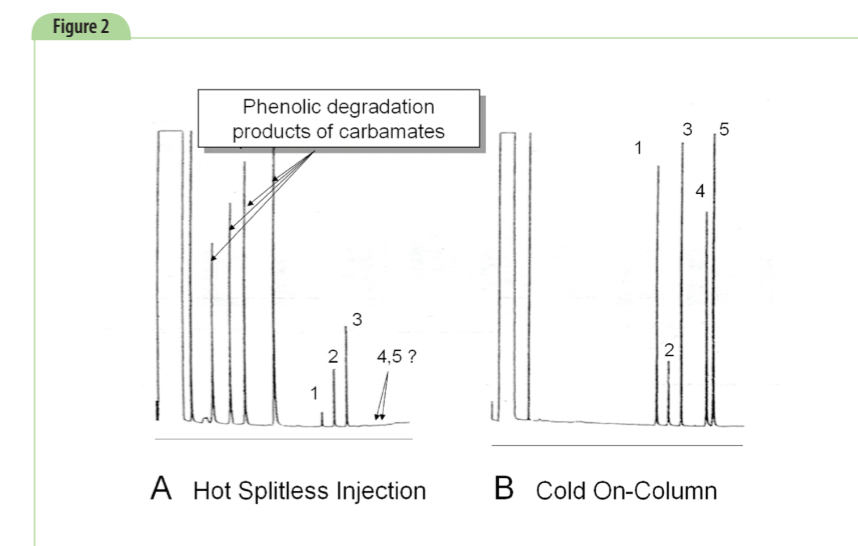 Figure 2
Phenolic degradation
products of carbamates
1
2
3
4,5 ?
1
2
3
4
5
A Hot Splitless Injection
B Cold On-Column